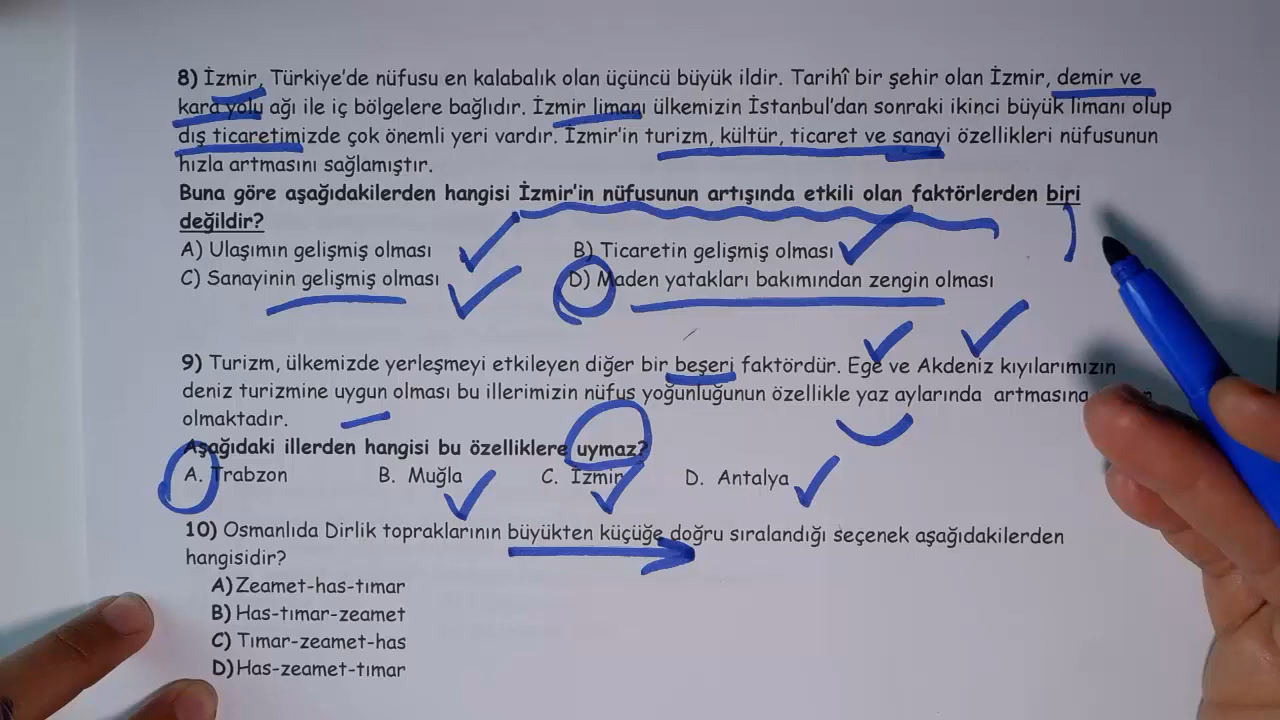 8) İzmir, Türkiye'de nüfusu en kalabalık olan üçüncü büyük ildir. Tarihî bir şehir olan İzmir, demir ve
kara yolu ağı ile iç bölgelere bağlıdır. İzmir limanı ülkemizin İstanbul'dan sonraki ikinci büyük limanı olup
dış ticaretimizde çok önemli yeri vardır. İzmir'in turizm, kültür, ticaret ve sanayi özellikleri nüfusunun
hızla artmasını sağlamıştır.
Buna göre aşağıdakilerden hangisi İzmir'in nüfusunun artışında etkili olan faktörlerden biri
değildir?
A) Ulaşımın gelişmiş olması B) Ticaretin gelişmiş olması
C) Sanayinin gelişmiş olması D) Maden yatakları bakımından zengin olması
9) Turizm, ülkemizde yerleşmeyi etkileyen diğer bir beşeri faktördür. Ege ve Akdeniz kıyılarımızın
deniz turizmine uygun olması bu illerimizin nüfus yoğunluğunun özellikle yaz aylarında artmasına
olmaktadır.
Aşağıdaki illerden hangisi bu özelliklere uymaz?
A. Trabzon B. Muğla C. İzmir D. Antalya
10) Osmanlıda Dirlik topraklarının büyükten küçüğe doğru sıralandığı seçenek aşağıdakilerden
hangisidir?
A) Zeamet-has-tımar
B) Has-tımar-zeamet
C) Tımar-zeamet-has
D) Has-zeamet-tımar